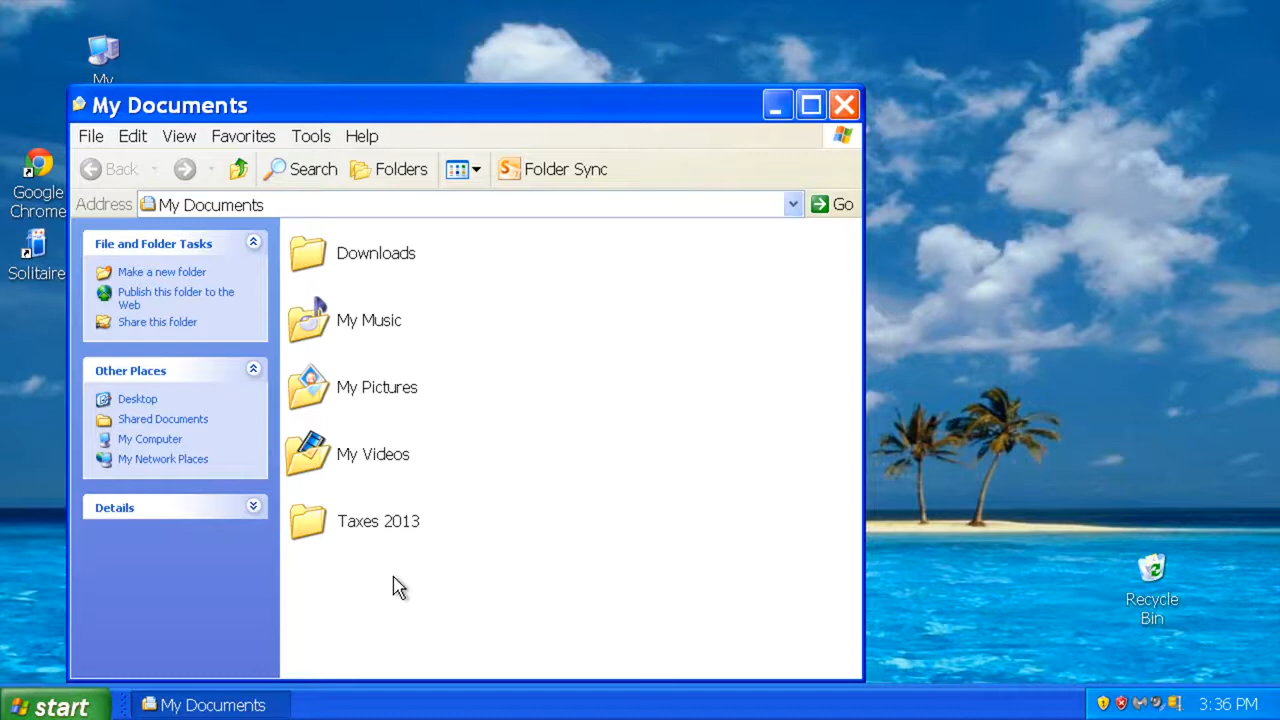 My
My Documents
File Edit View Favorites Tools Help
Back Search Folders Folder Sync
Address My Documents Go
Google
Chrome
Solitaire
File and Folder Tasks
Make a new folder
Publish this folder to the
Web
Share this folder
Other Places
Desktop
Shared Documents
My Computer
My Network Places
Details
Downloads
My Music
My Pictures
My Videos
Taxes 2013
Recycle
Bin
start My Documents 3:36 PM